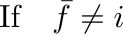 If $\bar{f} \neq i$